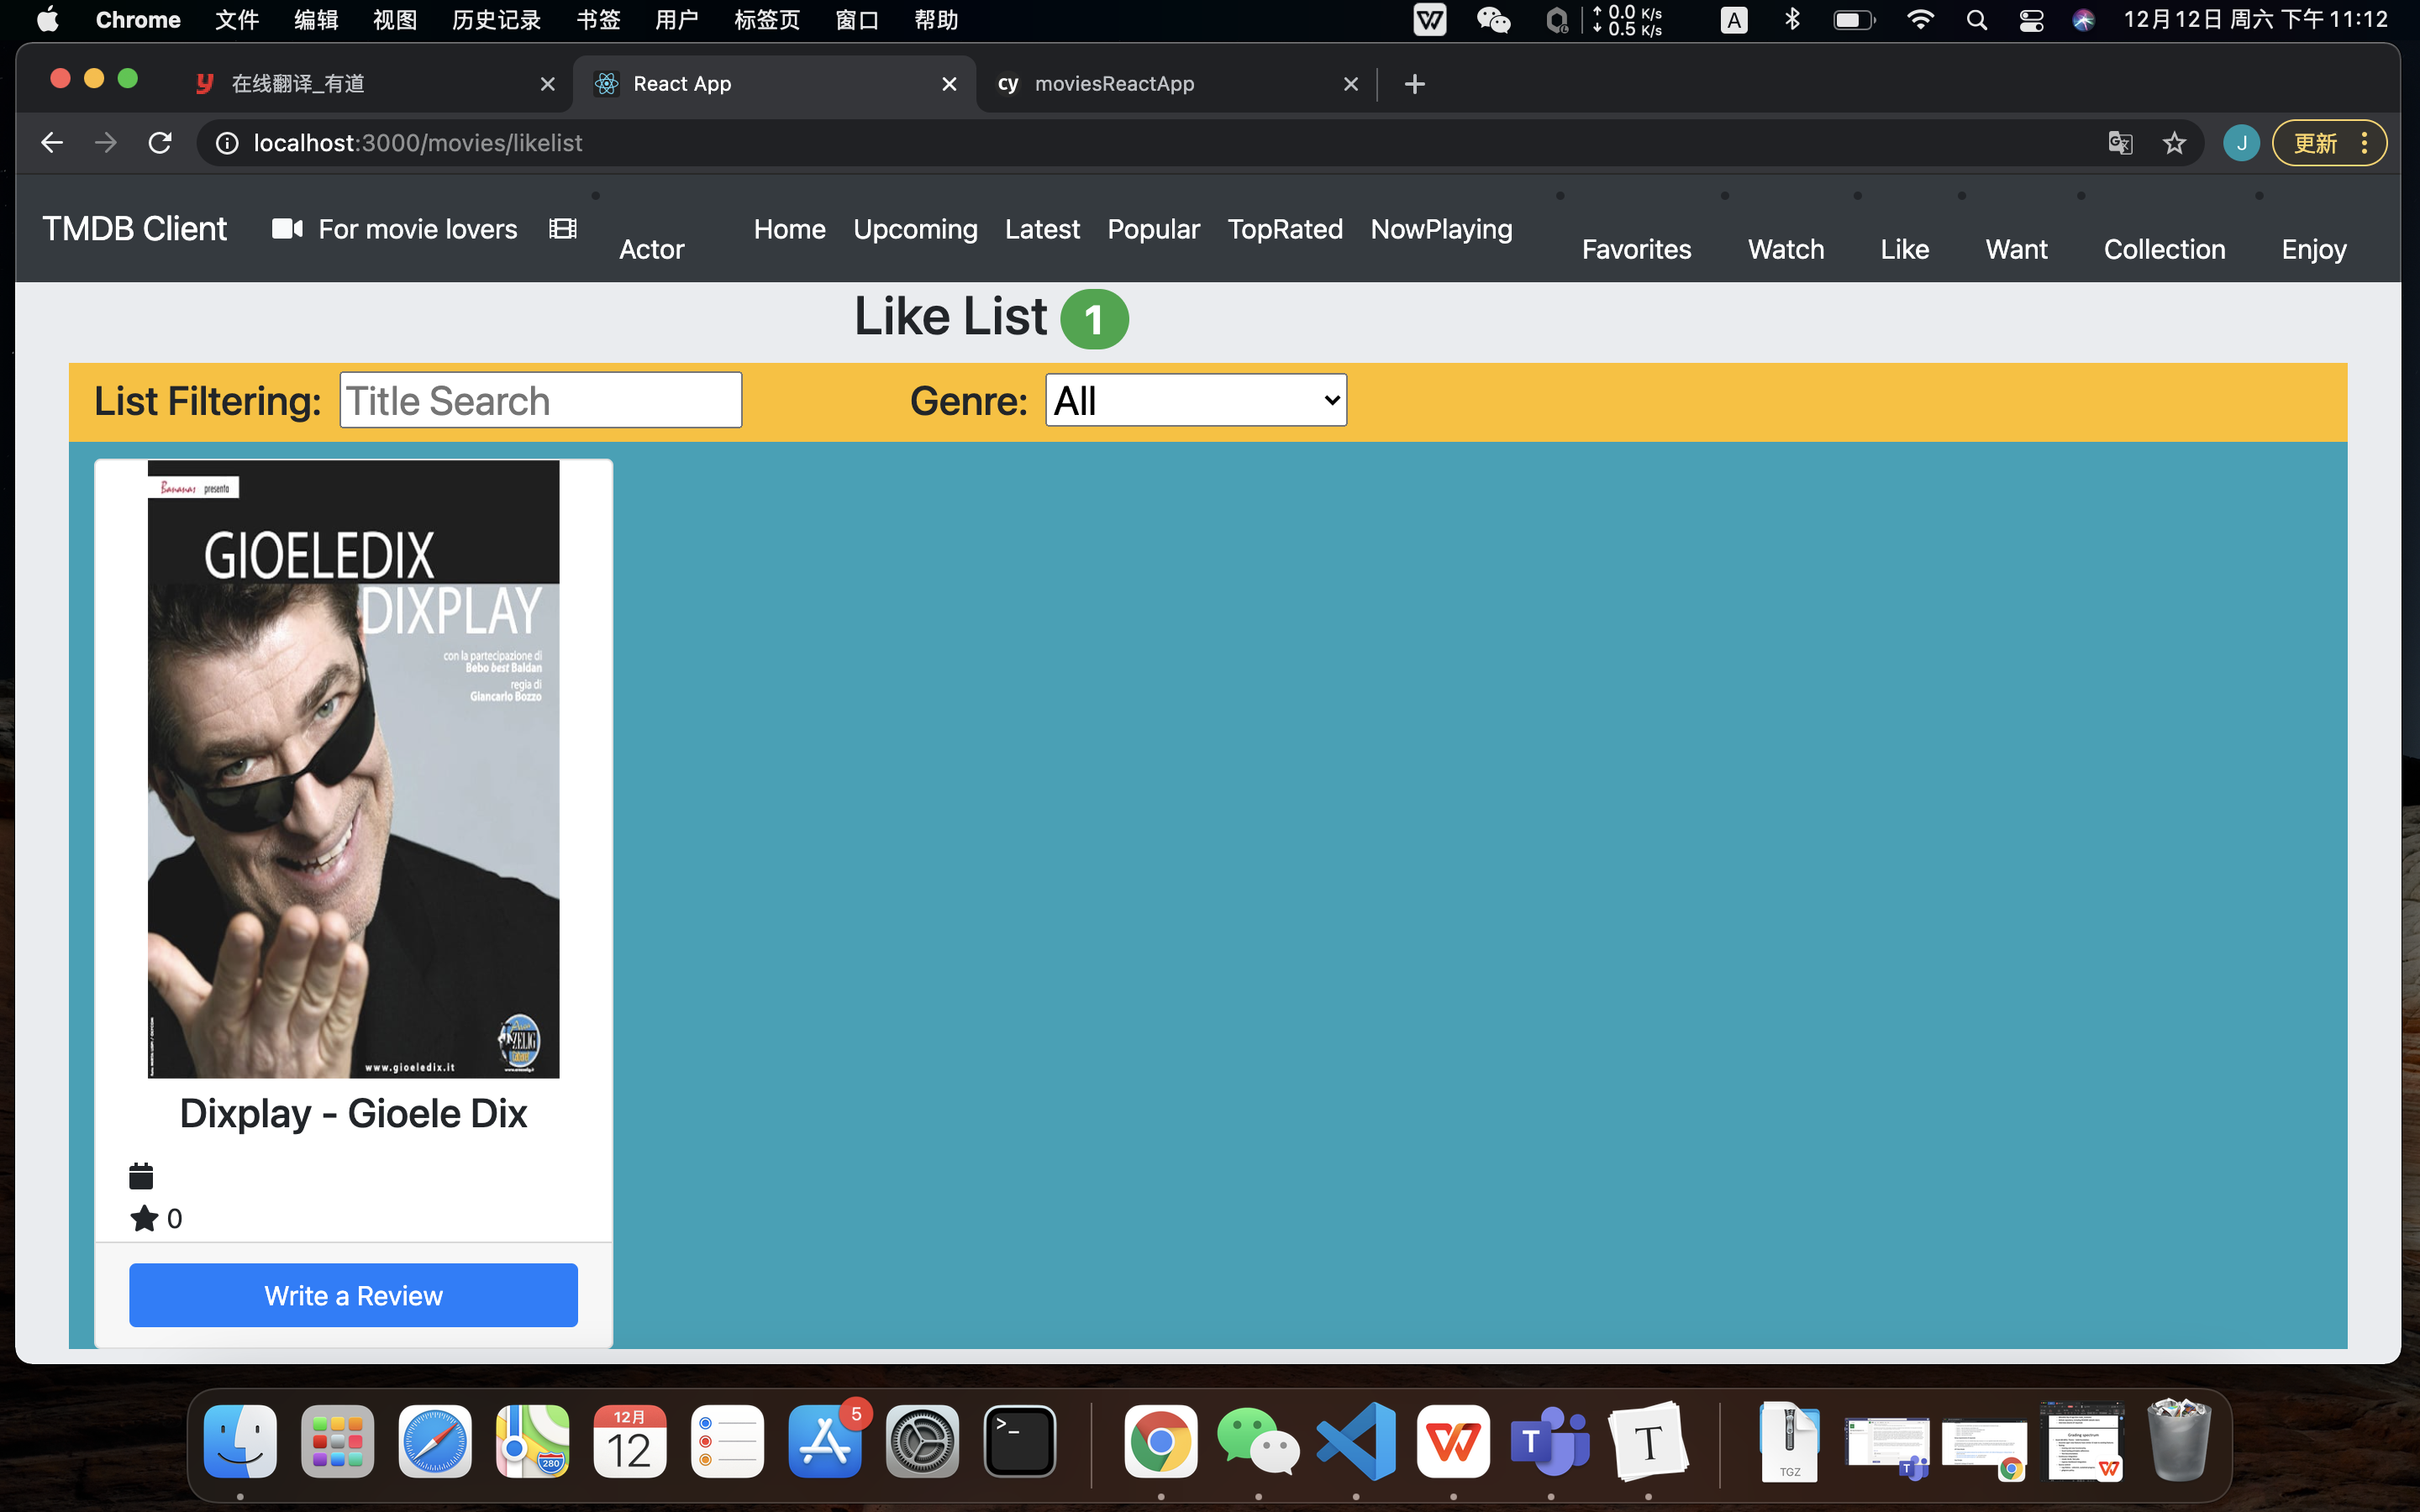 Chrome 文件 编辑 视图 历史记录 书签 用户 标签页 窗口 帮助
0.0 K/s
0.5 K/s
A
12月12日 周六 下午 11:12
在线翻译_有道
React App
cy moviesReactApp
localhost:3000/movies/likelist
J
更新
TMDB Client
For movie lovers
Actor
Home Upcoming Latest Popular TopRated NowPlaying
Favorites Watch Like Want Collection Enjoy
Like List 1
List Filtering: Title Search
Genre: All
Bananas presenta
GIOELEDIX
DIXPLAY
con la partecipazione di
Bebo best Baldan
regia di
Giancarlo Bozzo
ZELIG
www.gioeledix.it
Dixplay - Gioele Dix
0
Write a Review
280
12月
12
5
>_
T
T
TGZ